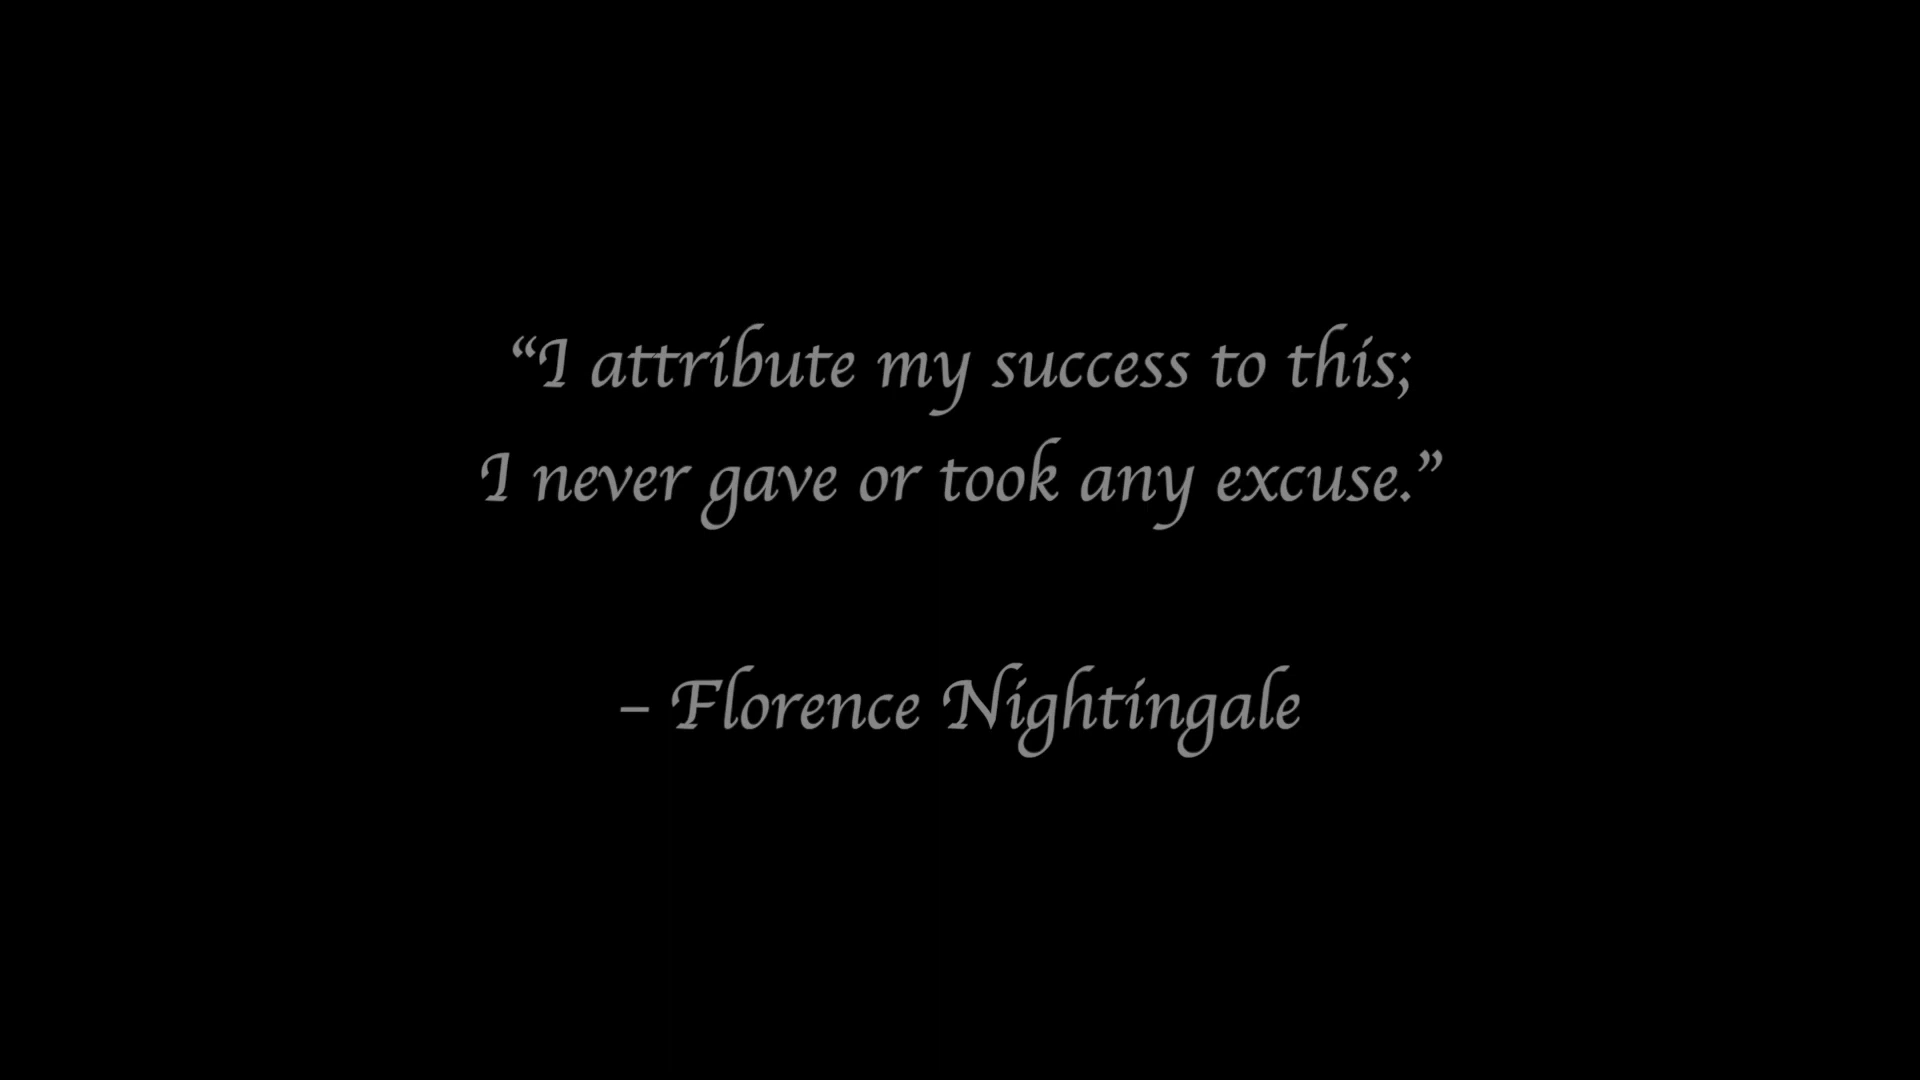 “I attribute my success to this;
I never gave or took any excuse.”
– Florence Nightingale